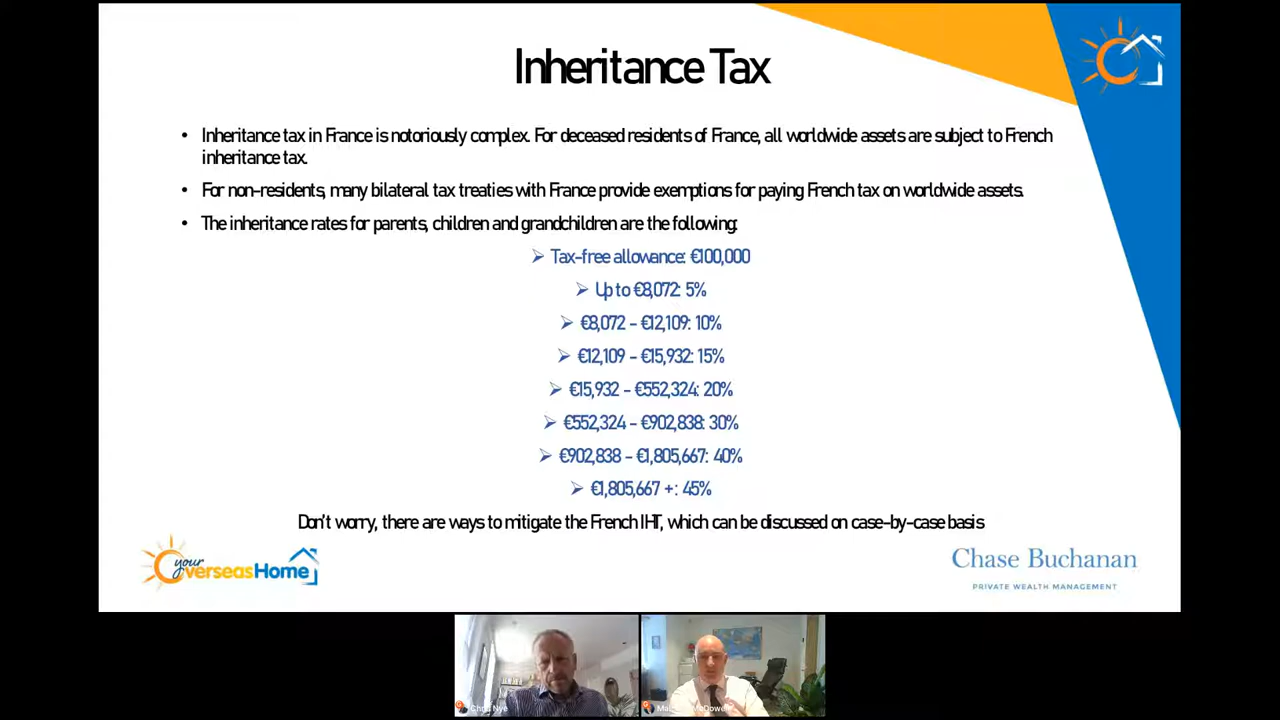 Inheritance Tax
• Inheritance tax in France is notoriously complex. For deceased residents of France, all worldwide assets are subject to French
inheritance tax.
• For non-residents, many bilateral tax treaties with France provide exemptions for paying French tax on worldwide assets.
• The inheritance rates for parents, children and grandchildren are the following:
➢ Tax-free allowance: €100,000
➢ Up to €8,072: 5%
➢ €8,072 - €12,109: 10%
➢ €12,109 - €15,932: 15%
➢ €15,932 - €552,324: 20%
➢ €552,324 - €902,838: 30%
➢ €902,838 - €1,805,667: 40%
➢ €1,805,667 +: 45%
Don't worry, there are ways to mitigate the French IHT, which can be discussed on case-by-case basis
your
OverseasHome
Chase Buchanan
PRIVATE WEALTH MANAGEMENT
Chris Nye